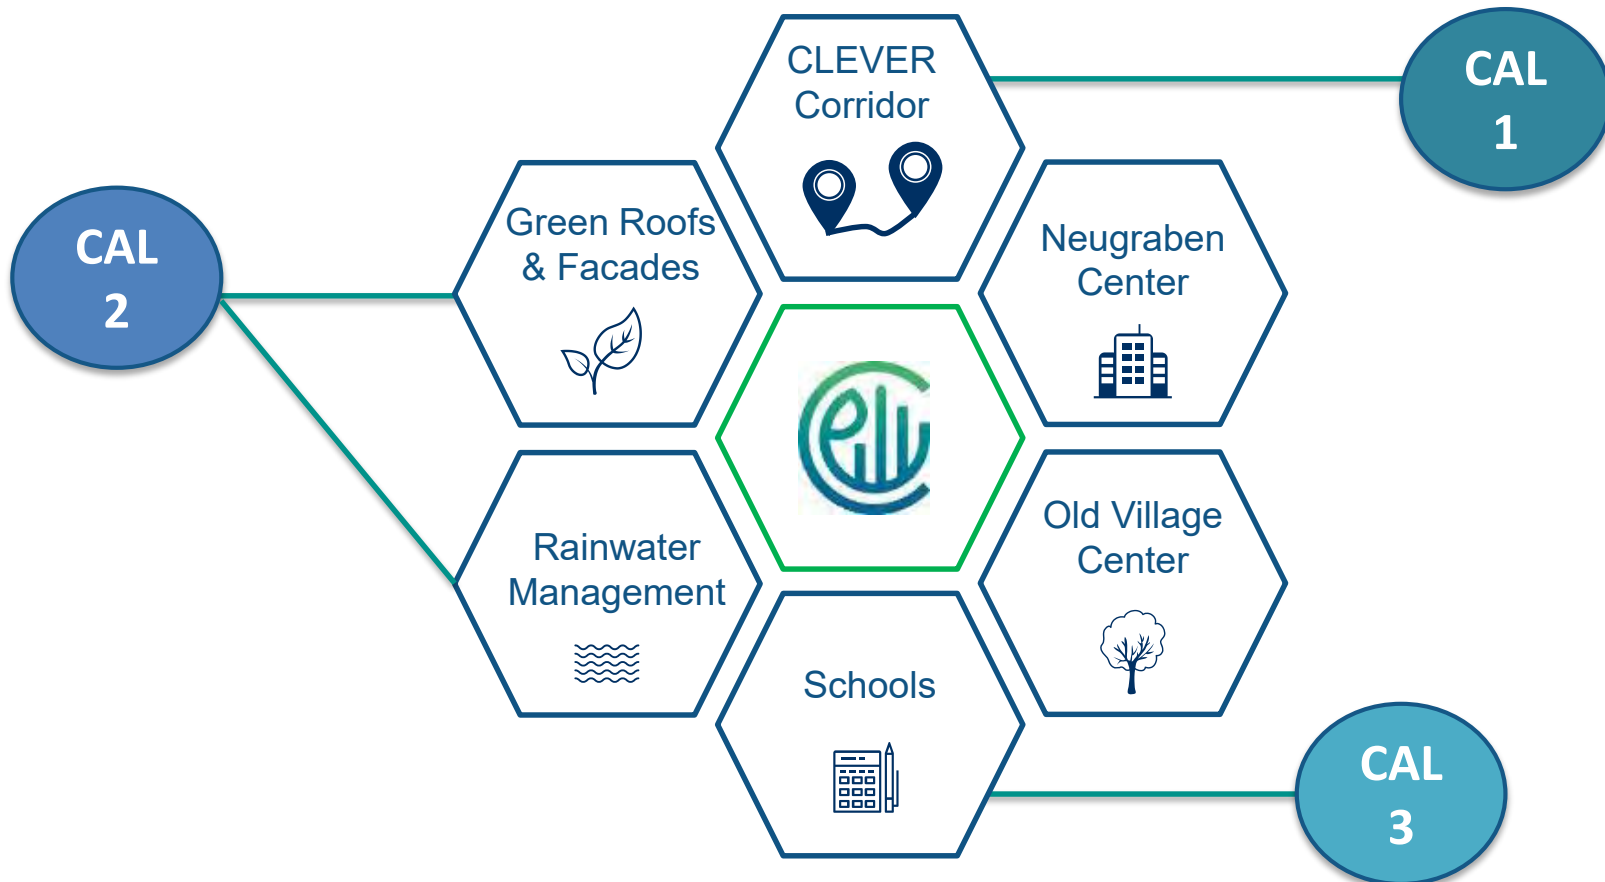 CLEVER
Corridor
CAL
1
Green Roofs
& Facades
Neugraben
Center
CAL
2
Rainwater
Management
Old Village
Center
Schools
CAL
3